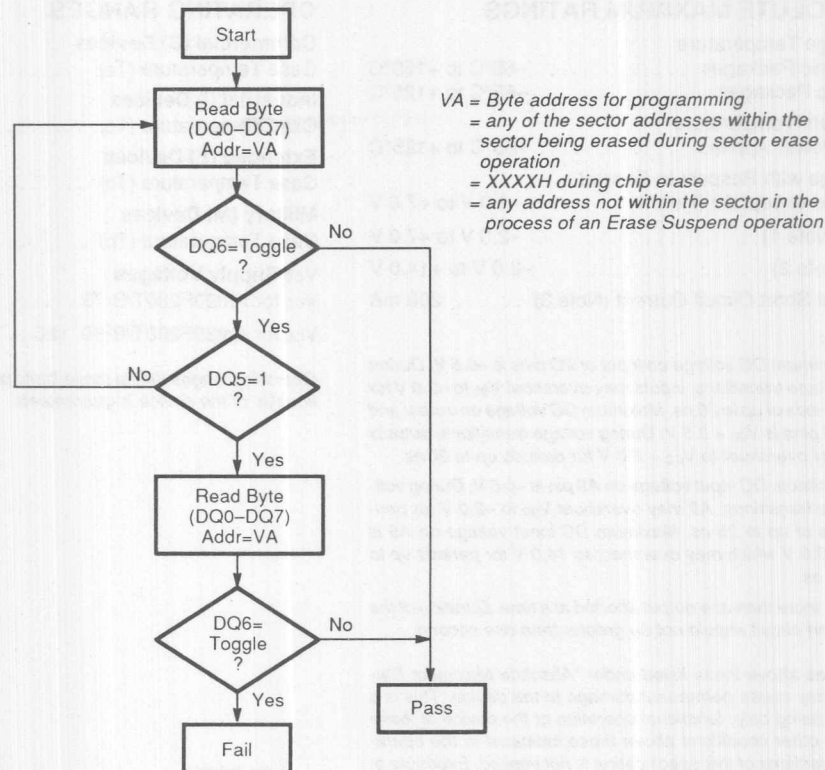 Start
Read Byte
(DQ0–DQ7)
Addr=VA
VA = Byte address for programming
= any of the sector addresses within the
sector being erased during sector erase
operation
= XXXXH during chip erase
= any address not within the sector in the
process of an Erase Suspend operation
DQ6=Toggle
?
No
Yes
No
DQ5=1
?
Yes
Read Byte
(DQ0–DQ7)
Addr=VA
DQ6=
Toggle
?
No
Yes
Pass
Fail